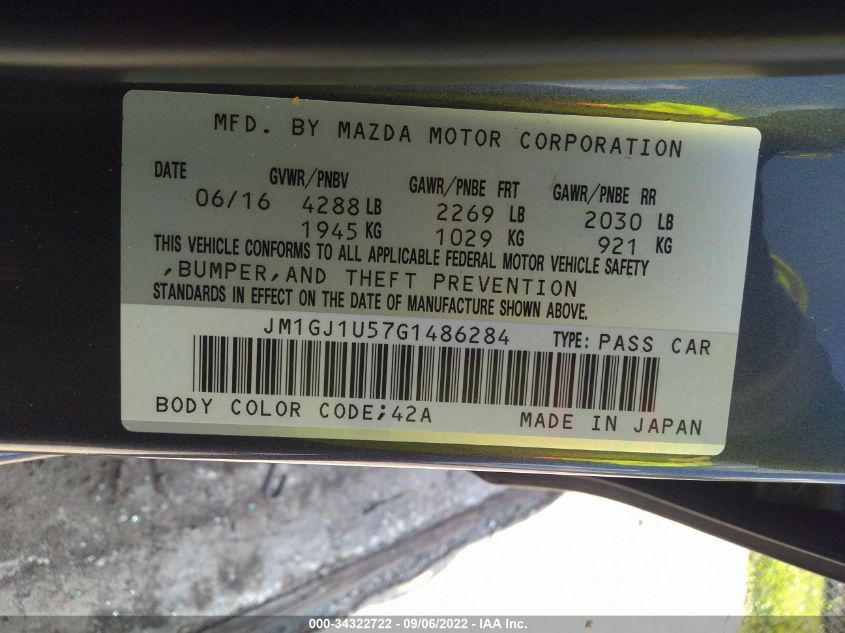 MFD. BY MAZDA MOTOR CORPORATION
DATE GVWR/PNBV GAWR/PNBE FRT GAWR/PNBE RR
06/16 4288 LB 2269 LB 2030 LB
1945 KG 1029 KG 921 KG
THIS VEHICLE CONFORMS TO ALL APPLICABLE FEDERAL MOTOR VEHICLE SAFETY
,BUMPER,AND THEFT PREVENTION
STANDARDS IN EFFECT ON THE DATE OF MANUFACTURE SHOWN ABOVE.
JM1GJ1U57G1486284 TYPE: PASS CAR
BODY COLOR CODE;42A MADE IN JAPAN
000-34322722 - 09/06/2022 - IAA Inc.